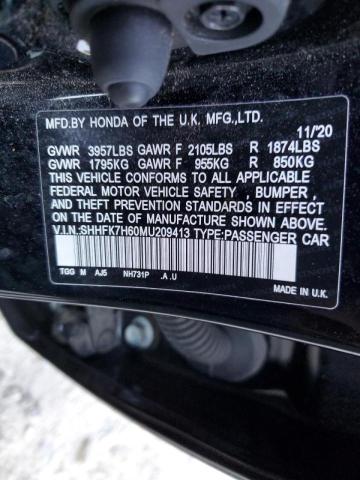 MFD.BY HONDA OF THE U.K. MFG.,LTD.
11/'20
GVWR 3957LBS GAWR F 2105LBS R 1874LBS
GVWR 1795KG GAWR F 955KG R 850KG
THIS VEHICLE CONFORMS TO ALL APPLICABLE
FEDERAL MOTOR VEHICLE SAFETY , BUMPER ,
AND THEFT PREVENTION STANDARDS IN EFFECT
ON THE DATE OF MANUFACTURE SHOWN ABOVE.
V.I.N.:SHHFK7H60MU209413 TYPE:PASSENGER CAR
TGG M AJ5 NH731P .A .U
MADE IN U.K.